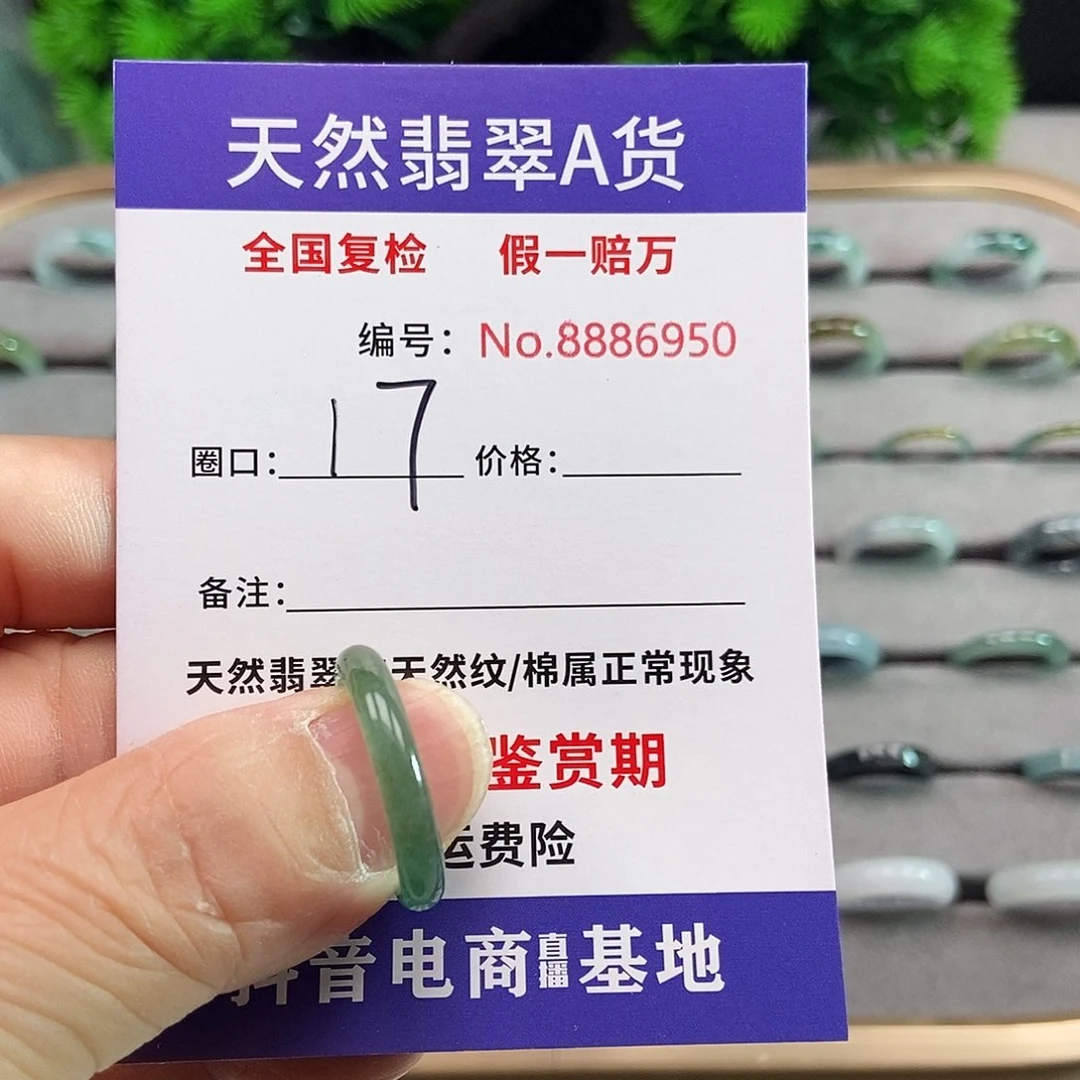 天然翡翠A货
全国复检 假一赔万
编号：No.8886950
圈口：17 价格：
备注：
天然翡翠 天然纹/棉属正常现象
鉴赏期
运费险
抖音电商直播基地